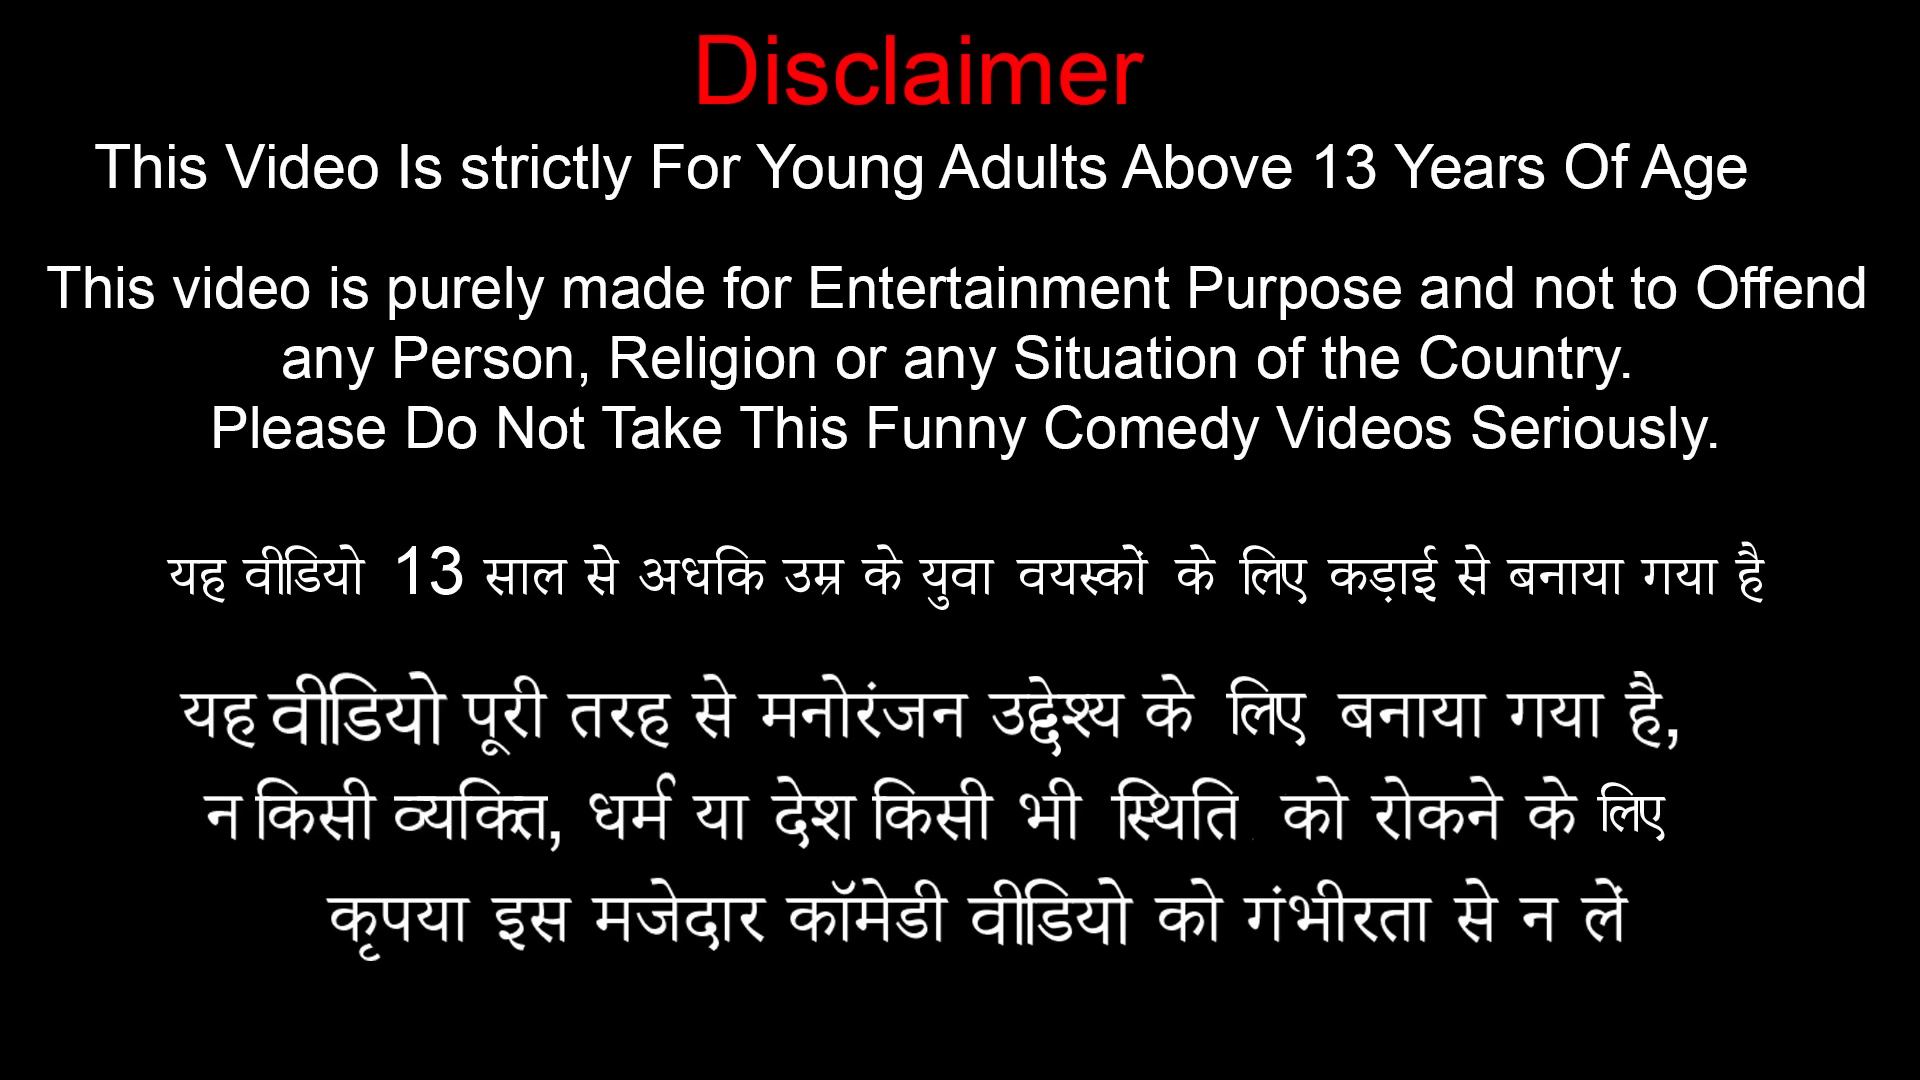 Disclaimer
This Video Is strictly For Young Adults Above 13 Years Of Age
This video is purely made for Entertainment Purpose and not to Offend
any Person, Religion or any Situation of the Country.
Please Do Not Take This Funny Comedy Videos Seriously.
यह वीडियो 13 साल से अधकि उम्र के युवा वयस्कों के लिए कड़ाई से बनाया गया है
यह वीडियो पूरी तरह से मनोरंजन उद्देश्य के लिए बनाया गया है,
न किसी व्यक्ति, धर्म या देश किसी भी स्थिति को रोकने के लिए
कृपया इस मजेदार कॉमेडी वीडियो को गंभीरता से न लें